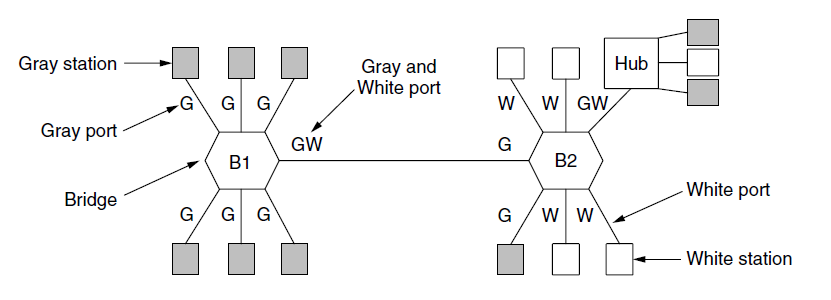 Gray station
Gray and
White port
Hub
G G G
W W GW
Gray port
GW
G
B1
B2
Bridge
White port
G G G
G W W
White station